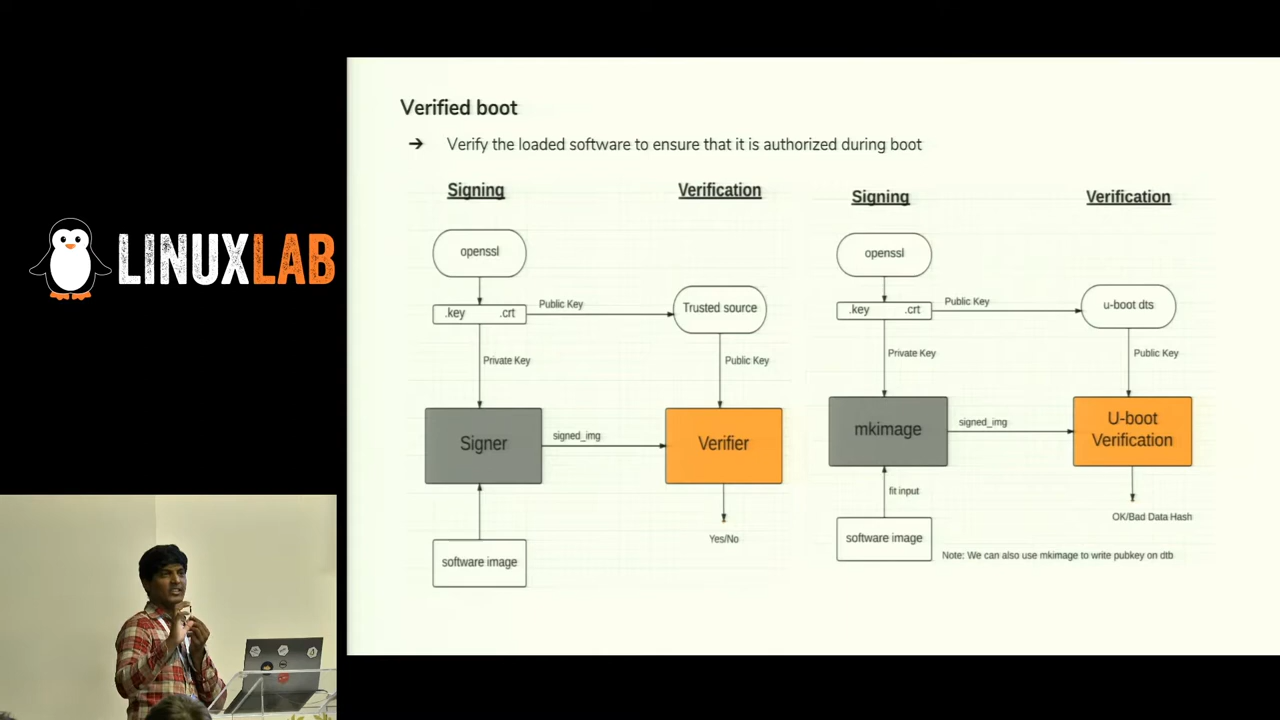 LINUXLAB
Verified boot
→ Verify the loaded software to ensure that it is authorized during boot
Signing
Verification
openssl
.key .crt
Public Key
Trusted source
Private Key
Public Key
Signer
signed_img
Verifier
Yes/No
software image
Signing
Verification
openssl
.key .crt
Public Key
u-boot dts
Private Key
Public Key
mkimage
signed_img
U-boot
Verification
fit input
OK/Bad Data Hash
software image
Note: We can also use mkimage to write pubkey on dtb